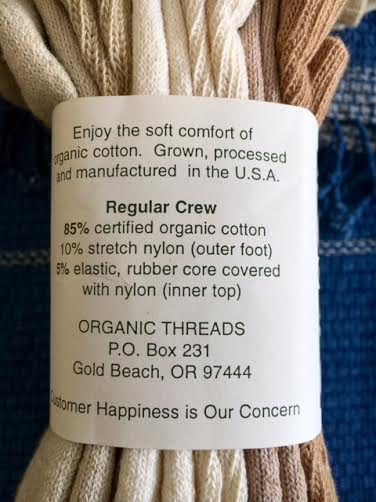 Enjoy the soft comfort of
organic cotton. Grown, processed
and manufactured in the U.S.A.
Regular Crew
85% certified organic cotton
10% stretch nylon (outer foot)
5% elastic, rubber core covered
with nylon (inner top)
ORGANIC THREADS
P.O. Box 231
Gold Beach, OR 97444
Customer Happiness is Our Concern